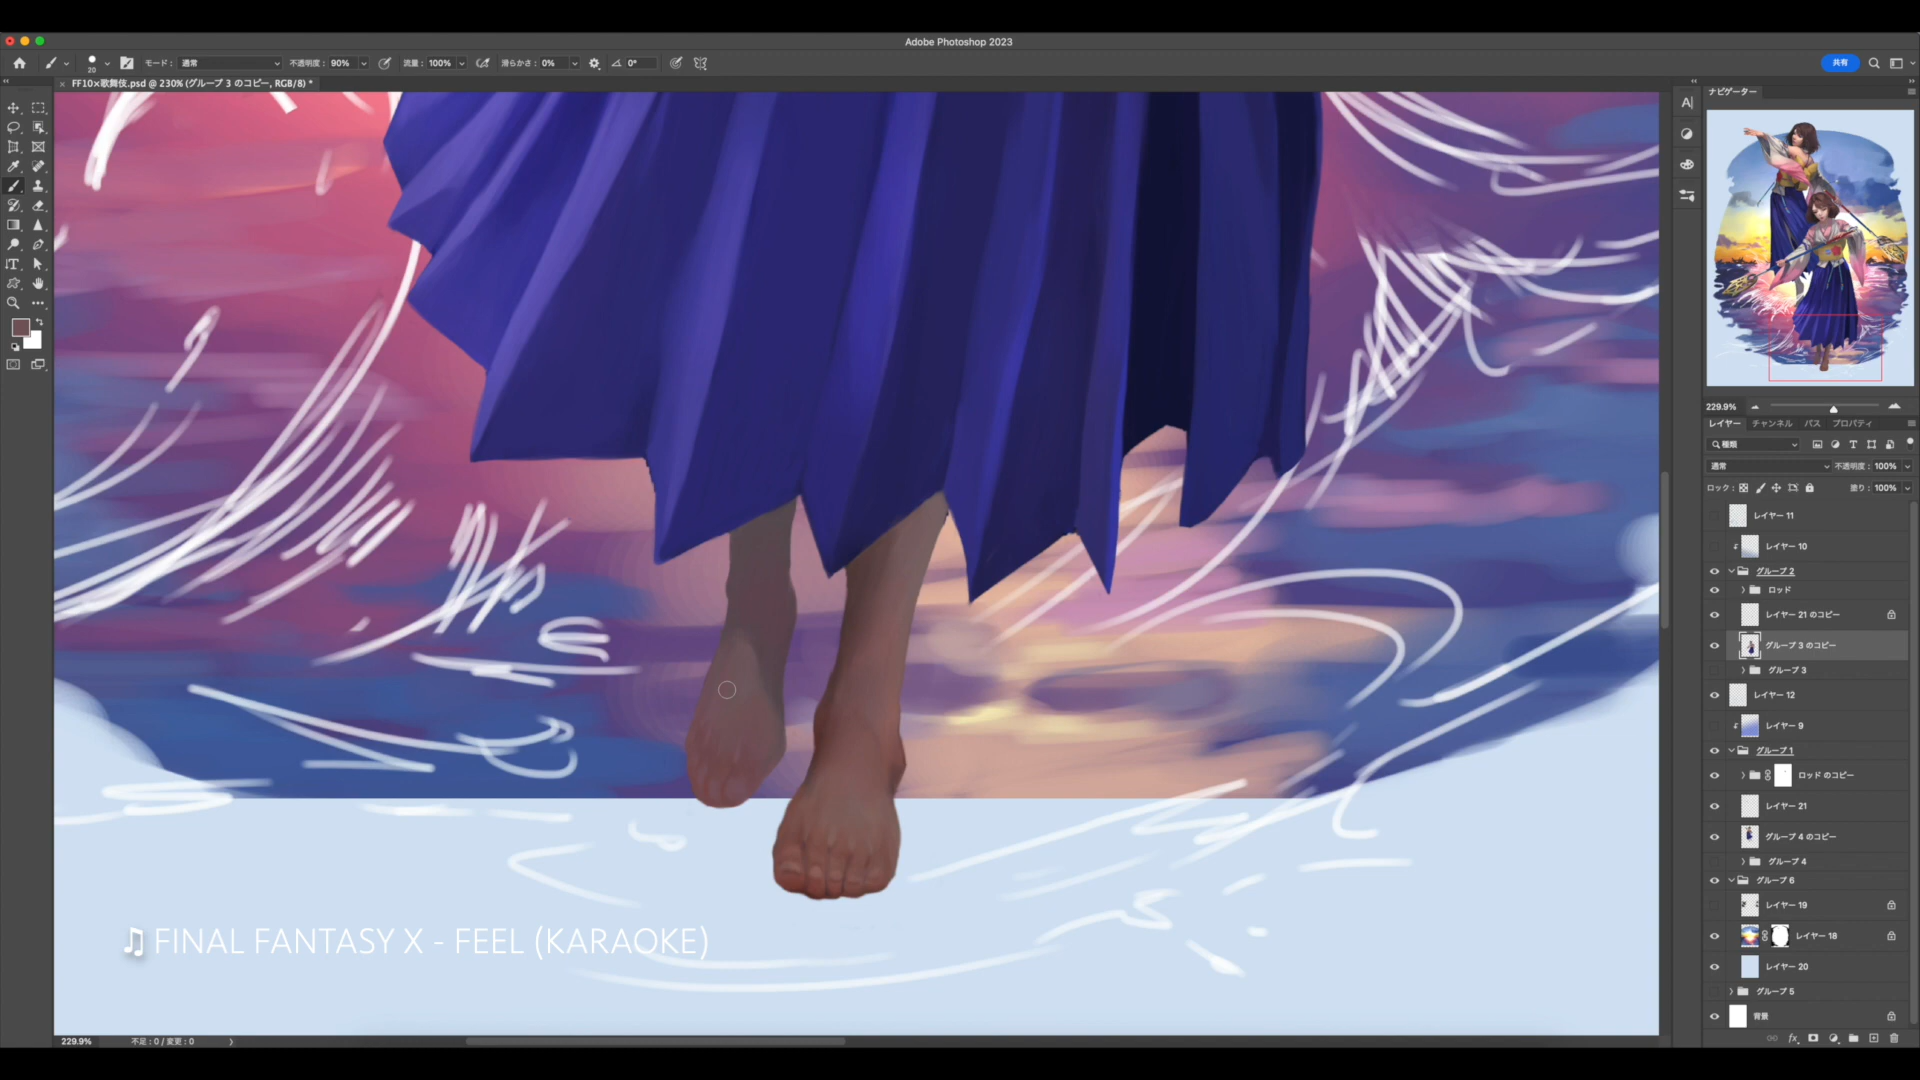 Adobe Photoshop 2023
20
モード: 通常
不透明度: 90%
流量: 100%
滑らかさ: 0%
0°
共有
× FF10×歌舞伎.psd @ 230% (グループ 3 のコピー, RGB/8) *
ナビゲーター
229.9%
レイヤー チャンネル パス プロパティ
種類
通常 不透明度: 100%
ロック: 塗り: 100%
レイヤー 11
レイヤー 10
グループ 2
ロッド
レイヤー 21 のコピー
グループ 3 のコピー
グループ 3
レイヤー 12
レイヤー 9
グループ 1
ロッド のコピー
レイヤー 21
グループ 4 のコピー
グループ 4
グループ 6
レイヤー 19
レイヤー 18
レイヤー 20
グループ 5
背景
♫ FINAL FANTASY X - FEEL (KARAOKE)
229.9% 不足: 0 / 変更: 0